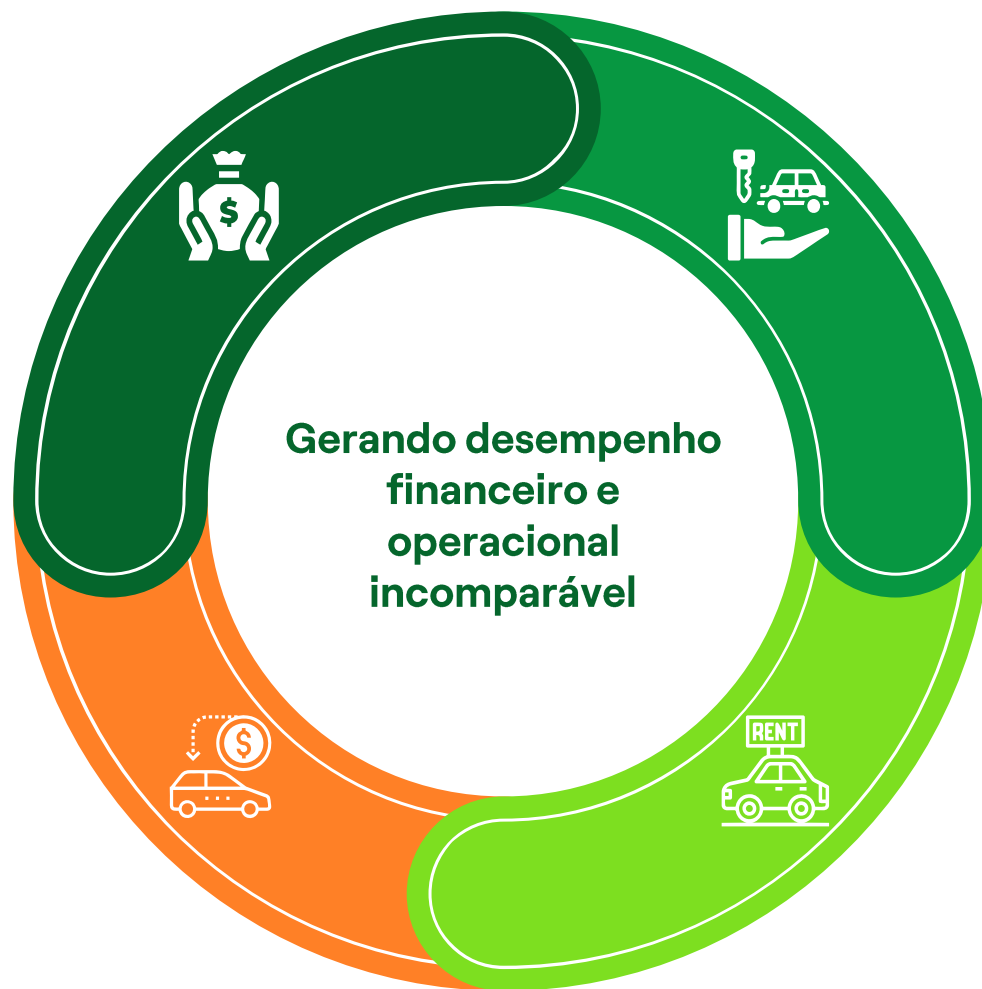 Gerando desempenho
financeiro e
operacional
incomparável
$
$
RENT